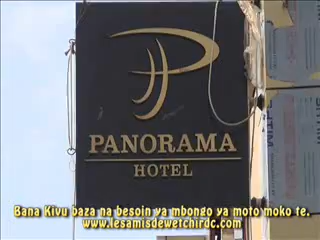 PANORAMA
HOTEL
Bana Kivu baza na besoin ya mbongo ya moto moko te.
www.lesamisdewetchirdc.com